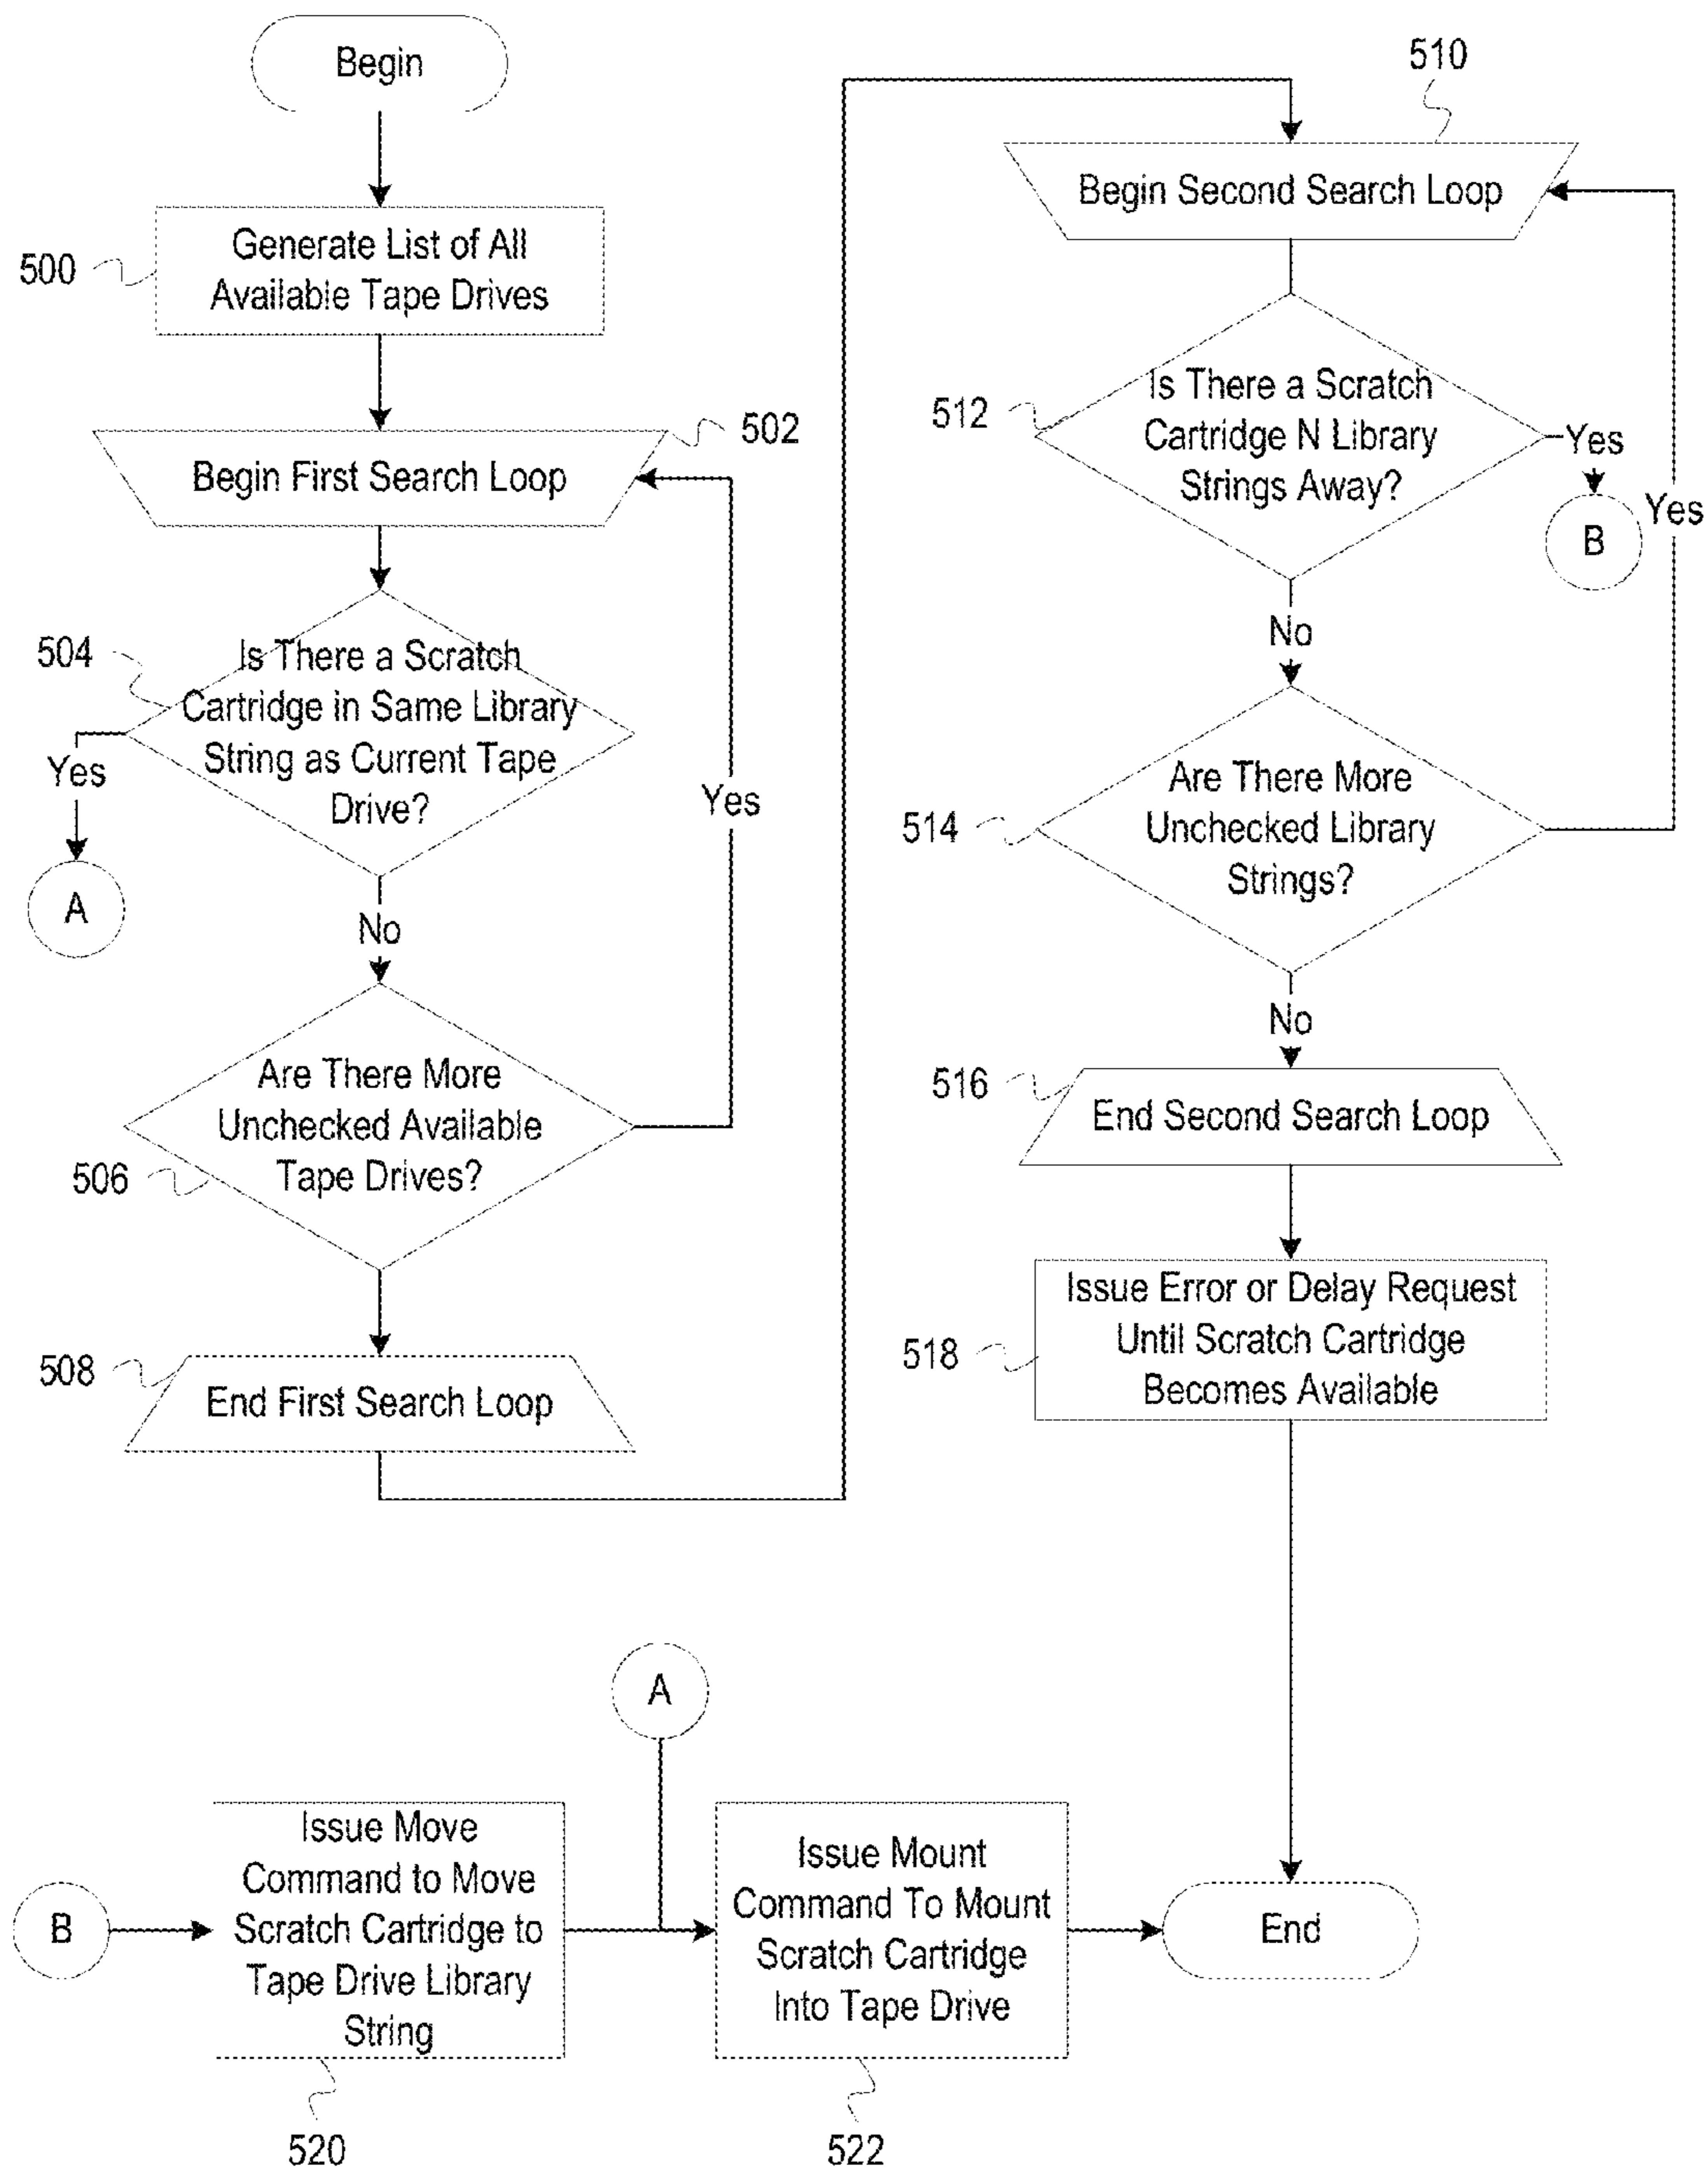 Begin
500
Generate List of All
Available Tape Drives
502
Begin First Search Loop
504
Is There a Scratch
Cartridge in Same Library
String as Current Tape
Drive?
Yes
A
No
Yes
506
Are There More
Unchecked Available
Tape Drives?
508
End First Search Loop
510
Begin Second Search Loop
512
Is There a Scratch
Cartridge N Library
Strings Away?
Yes
B
Yes
No
514
Are There More
Unchecked Library
Strings?
No
516
End Second Search Loop
518
Issue Error or Delay Request
Until Scratch Cartridge
Becomes Available
A
B
Issue Move
Command to Move
Scratch Cartridge to
Tape Drive Library
String
520
Issue Mount
Command To Mount
Scratch Cartridge
Into Tape Drive
522
End